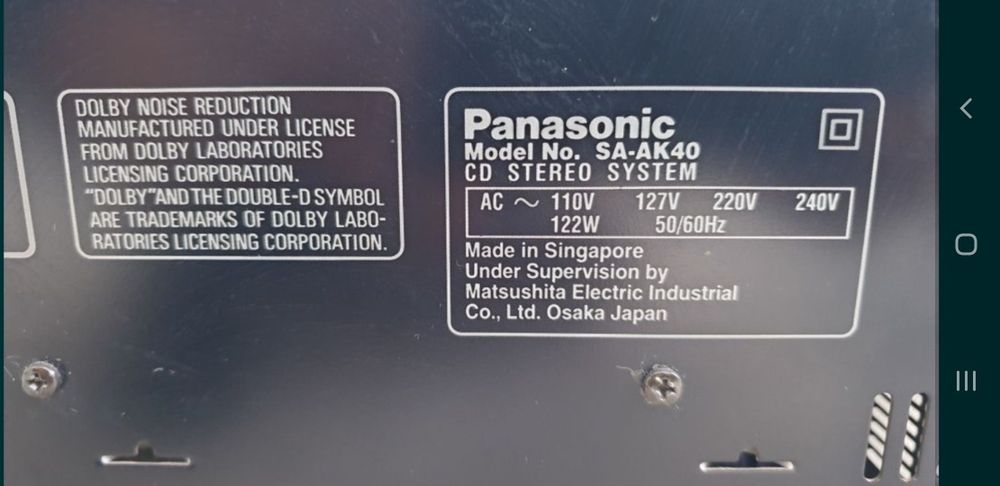 DOLBY NOISE REDUCTION
MANUFACTURED UNDER LICENSE
FROM DOLBY LABORATORIES
LICENSING CORPORATION.
“DOLBY”AND THE DOUBLE-D SYMBOL
ARE TRADEMARKS OF DOLBY LABO-
RATORIES LICENSING CORPORATION.
Panasonic
Model No. SA-AK40
CD STEREO SYSTEM
AC ~ 110V 127V 220V 240V
122W 50/60Hz
Made in Singapore
Under Supervision by
Matsushita Electric Industrial
Co., Ltd. Osaka Japan